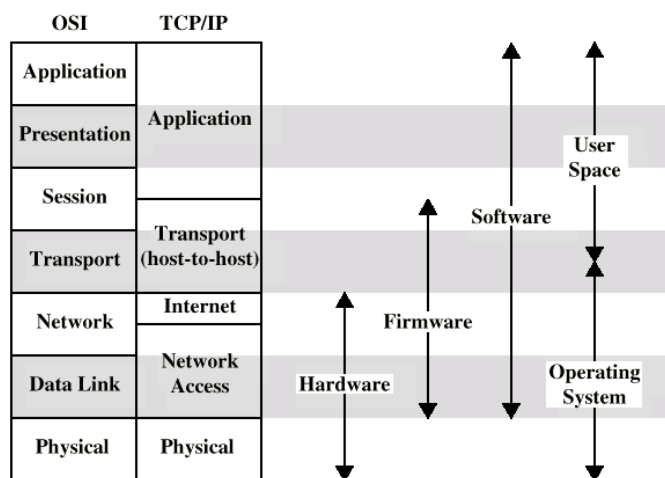 OSI
TCP/IP
Application
Presentation
Session
Transport
Network
Data Link
Physical
Application
Transport
(host-to-host)
Internet
Network
Access
Physical
Hardware
Firmware
Software
User
Space
Operating
System